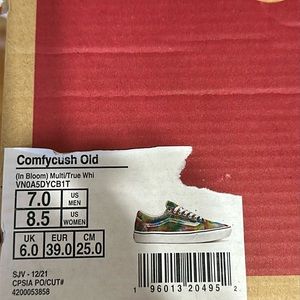 Comfycush Old
(In Bloom) Multi/True Whi
VN0A5DYCB1T
7.0 US MEN
8.5 US WOMEN
UK EUR CM
6.0 39.0 25.0
SJV - 12/21
CPSIA PO/CUT#
4200053858
1 96013 20495 2